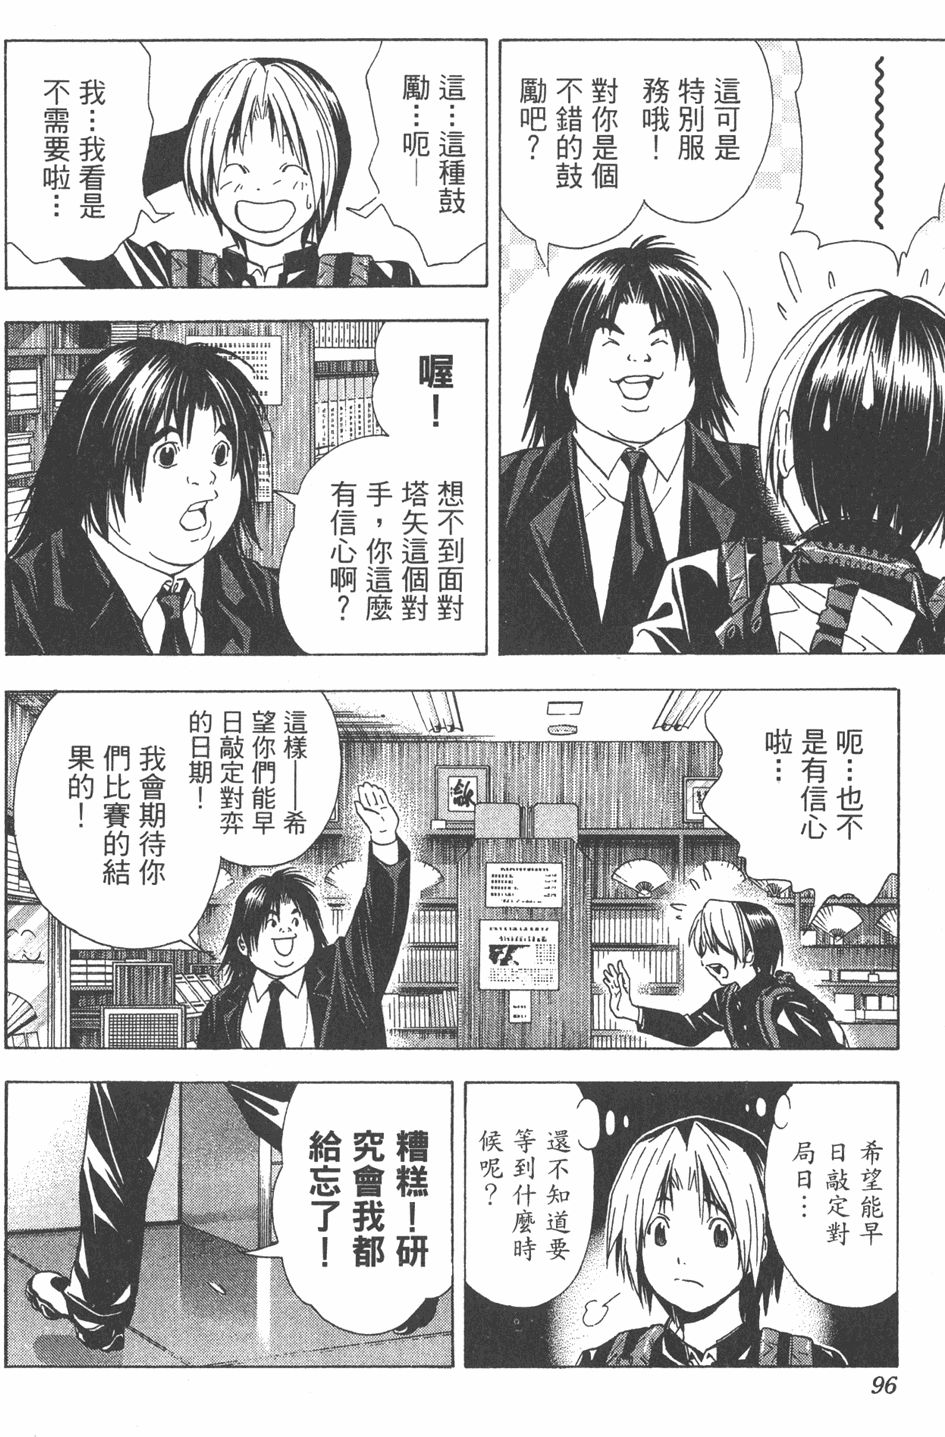 這可是
特別服
務哦！
對你是個
不錯的鼓
勵吧？
這…這種鼓
勵…呃—
我…我看是
不需要啦…
喔！
想不到面對
塔矢這個對
手，你這麼
有信心啊？
呃…也不
是有信心
啦…
這樣——希
望你們能早
日敲定對弈
的日期！
我會期待你
們比賽的結
果的！
希望能早
日敲定對
局日…
還不知道要
等到什麼時
候呢？
糟糕！研
究會我都
給忘了！
96